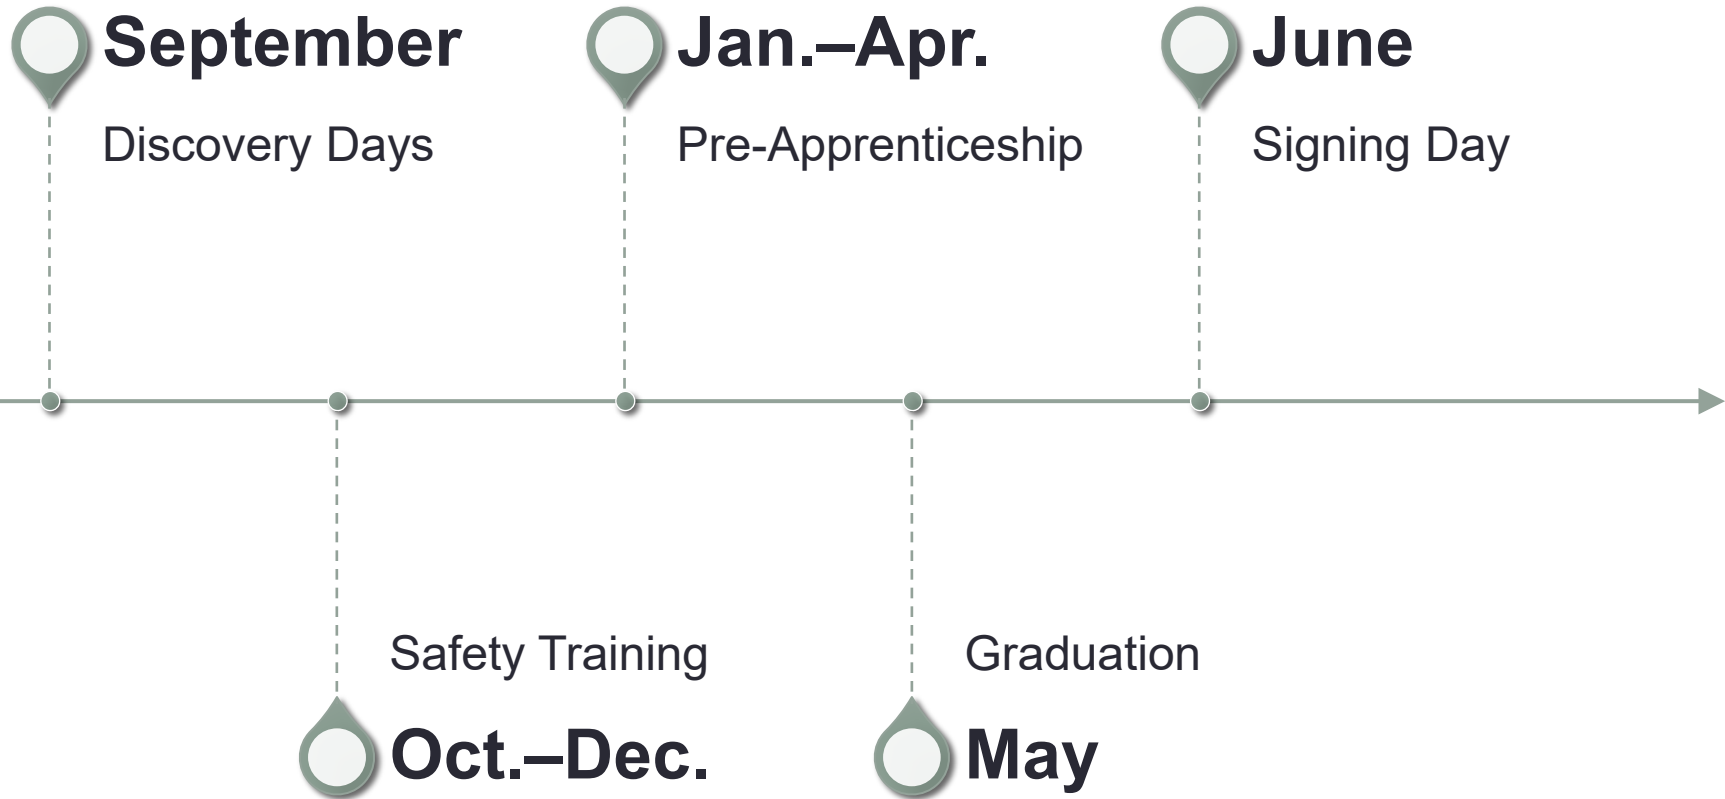 September
Discovery Days
Jan.–Apr.
Pre-Apprenticeship
June
Signing Day
Safety Training
Oct.–Dec.
Graduation
May